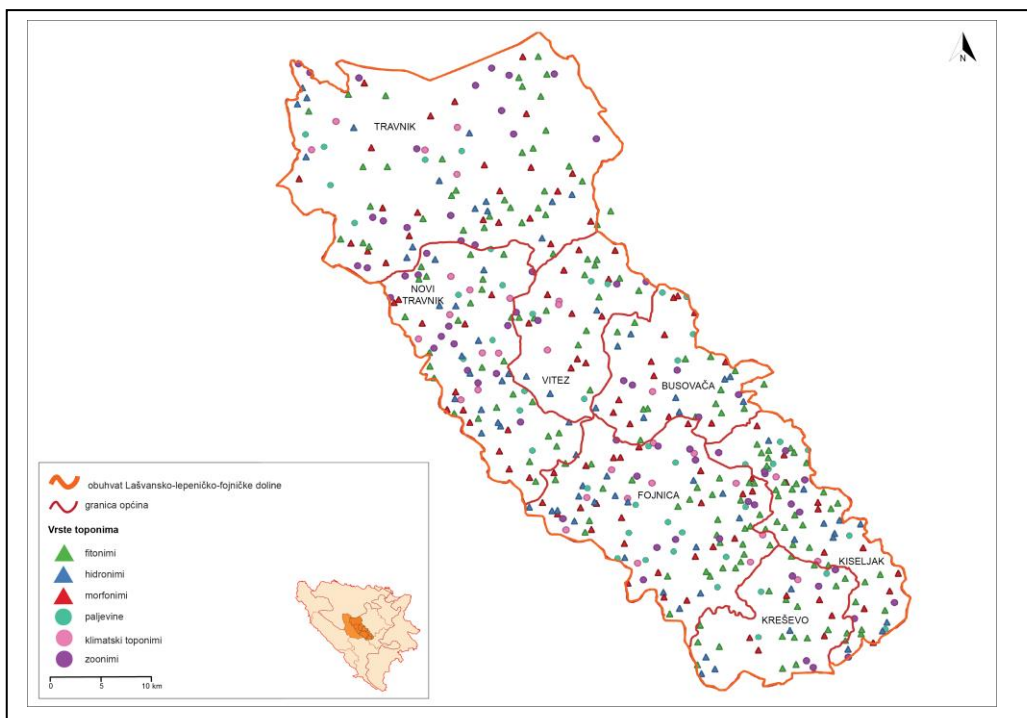 N
TRAVNIK
NOVI
TRAVNIK
VITEZ
BUSOVAČA
FOJNICA
KISELJAK
KREŠEVO
obuhvat Lašvansko-lepeničko-fojničke doline
granica općina
Vrste toponima
fitonimi
hidronimi
morfonimi
paljevine
klimatski toponimi
zoonimi
0 5 10 km